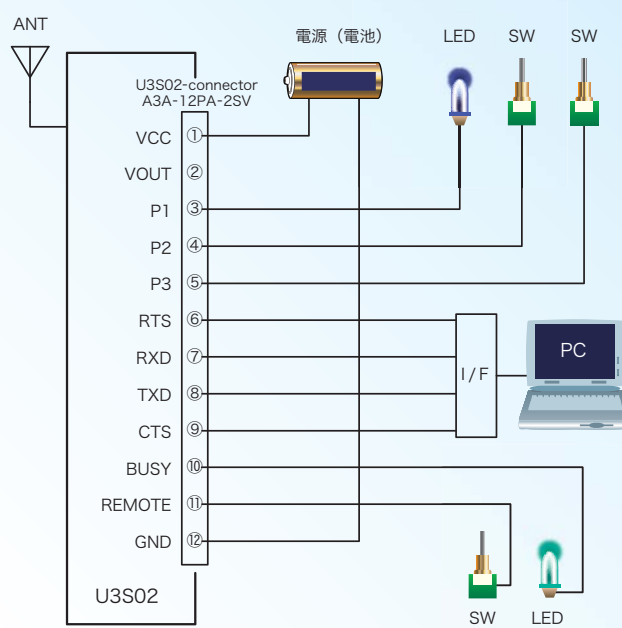 ANT
電源（電池）
LED
SW
SW
U3S02-connector
A3A-12PA-2SV
VCC ①
VOUT ②
P1 ③
P2 ④
P3 ⑤
RTS ⑥
RXD ⑦
TXD ⑧
CTS ⑨
BUSY ⑩
REMOTE ⑪
GND ⑫
I/F
PC
U3S02
SW
LED